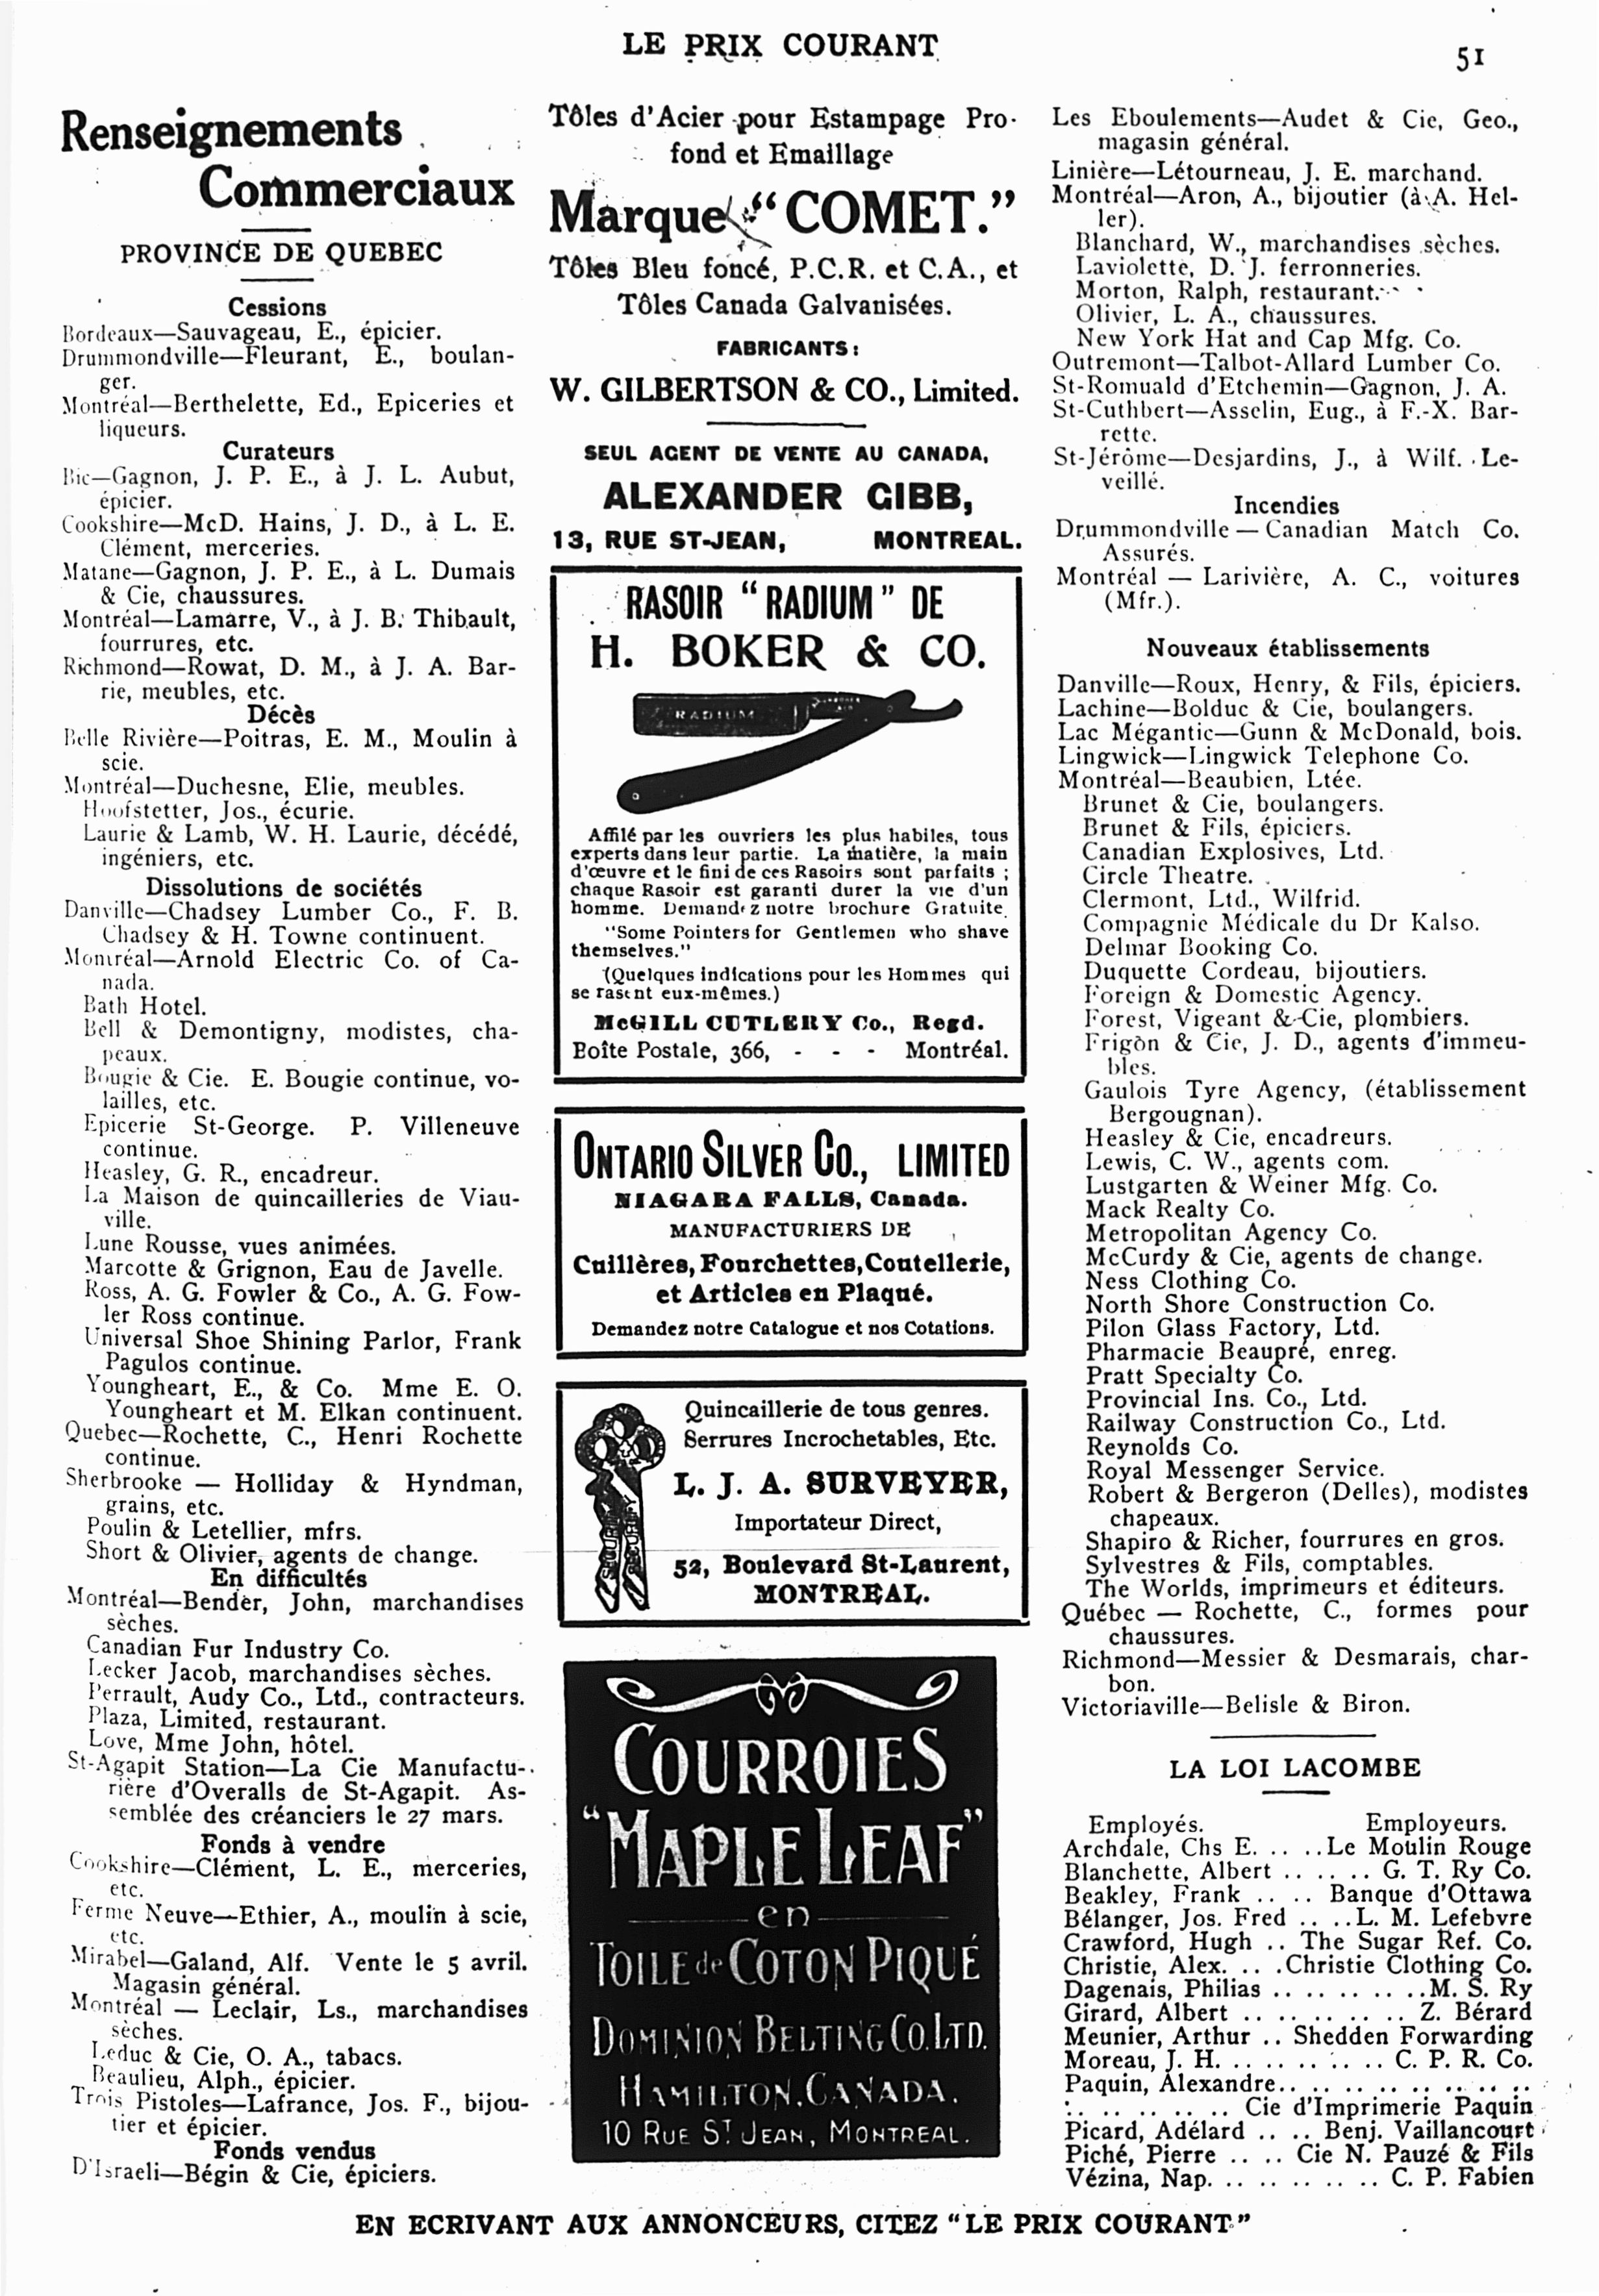 LE PRIX COURANT
51
Renseignements
Commerciaux
PROVINCE DE QUEBEC
Cessions
Bordeaux—Sauvageau, E., épicier.
Drummondville—Fleurant, E., boulan-
ger.
Montréal—Berthelette, Ed., Epiceries et
liqueurs.
Curateurs
Bic—Gagnon, J. P. E., à J. L. Aubut,
épicier.
Cookshire—McD. Hains, J. D., à L. E.
Clément, merceries.
Matane—Gagnon, J. P. E., à L. Dumais
& Cie, chaussures.
Montréal—Lamarre, V., à J. B. Thibault,
fourrures, etc.
Richmond—Rowat, D. M., à J. A. Bar-
rie, meubles, etc.
Décès
Belle Rivière—Poitras, E. M., Moulin à
scie.
Montréal—Duchesne, Elie, meubles.
Hoofstetter, Jos., écurie.
Laurie & Lamb, W. H. Laurie, décédé,
ingéniers, etc.
Dissolutions de sociétés
Danville—Chadsey Lumber Co., F. B.
Chadsey & H. Towne continuent.
Montréal—Arnold Electric Co. of Ca-
nada.
Bath Hotel.
Bell & Demontigny, modistes, cha-
peaux.
Bougie & Cie. E. Bougie continue, vo-
lailles, etc.
Epicerie St-George. P. Villeneuve
continue.
Heasley, G. R., encadreur.
La Maison de quincailleries de Viau-
ville.
Lune Rousse, vues animées.
Marcotte & Grignon, Eau de Javelle.
Ross, A. G. Fowler & Co., A. G. Fow-
ler Ross continue.
Universal Shoe Shining Parlor, Frank
Pagulos continue.
Youngheart, E., & Co. Mme E. O.
Youngheart et M. Elkan continuent.
Quebec—Rochette, C., Henri Rochette
continue.
Sherbrooke — Holliday & Hyndman,
grains, etc.
Poulin & Letellier, mfrs.
Short & Olivier, agents de change.
En difficultés
Montréal—Bender, John, marchandises
sèches.
Canadian Fur Industry Co.
Lecker Jacob, marchandises sèches.
Perrault, Audy Co., Ltd., contracteurs.
Plaza, Limited, restaurant.
Love, Mme John, hôtel.
St-Agapit Station—La Cie Manufactu-
rière d'Overalls de St-Agapit. As-
semblée des créanciers le 27 mars.
Fonds à vendre
Cookshire—Clément, L. E., merceries,
etc.
Ferme Neuve—Ethier, A., moulin à scie,
etc.
Mirabel—Galand, Alf. Vente le 5 avril.
Magasin général.
Montréal — Leclair, Ls., marchandises
sèches.
Leduc & Cie, O. A., tabacs.
Beaulieu, Alph., épicier.
Trois Pistoles—Lafrance, Jos. F., bijou-
tier et épicier.
Fonds vendus
D'Israeli—Bégin & Cie, épiciers.
Tôles d'Acier pour Estampage Pro-
fond et Emaillage
Marque "COMET."
Tôles Bleu foncé, P.C.R. et C.A., et
Tôles Canada Galvanisées.
FABRICANTS:
W. GILBERTSON & CO., Limited.
SEUL AGENT DE VENTE AU CANADA,
ALEXANDER GIBB,
13, RUE ST-JEAN, MONTREAL.
RASOIR "RADIUM" DE
H. BOKER & CO.
RADIUM
Affilé par les ouvriers les plus habiles, tous
experts dans leur partie. La matière, la main
d'œuvre et le fini de ces Rasoirs sont parfaits ;
chaque Rasoir est garanti durer la vie d'un
homme. Demandez notre brochure Gratuite
"Some Pointers for Gentlemen who shave
themselves."
(Quelques indications pour les Hommes qui
se rasent eux-mêmes.)
McGILL CUTLERY Co., Regd.
Boîte Postale, 366, - - - Montréal.
ONTARIO SILVER CO., LIMITED
NIAGARA FALLS, Canada.
MANUFACTURIERS DE
Cuillères, Fourchettes, Coutellerie,
et Articles en Plaqué.
Demandez notre Catalogue et nos Cotations.
Quincaillerie de tous genres.
Serrures Incrochetables, Etc.
L. J. A. SURVEYER,
Importateur Direct,
52, Boulevard St-Laurent,
MONTREAL.
SECURITY
SECURITY
COURROIES
"MAPLE LEAF"
en
TOILE de COTON PIQUÉ
DOMINION BELTING CO. LTD.
HAMILTON, CANADA.
10 RUE ST JEAN, MONTREAL.
Les Eboulements—Audet & Cie, Geo.,
magasin général.
Linière—Létourneau, J. E. marchand.
Montréal—Aron, A., bijoutier (à A. Hel-
ler).
Blanchard, W., marchandises sèches.
Laviolette, D. J. ferronneries.
Morton, Ralph, restaurant.
Olivier, L. A., chaussures.
New York Hat and Cap Mfg. Co.
Outremont—Talbot-Allard Lumber Co.
St-Romuald d'Etchemin—Gagnon, J. A.
St-Cuthbert—Asselin, Eug., à F.-X. Bar-
rette.
St-Jérôme—Desjardins, J., à Wilf. Le-
veillé.
Incendies
Drummondville — Canadian Match Co.
Assurés.
Montréal — Larivière, A. C., voitures
(Mfr.).
Nouveaux établissements
Danville—Roux, Henry, & Fils, épiciers.
Lachine—Bolduc & Cie, boulangers.
Lac Mégantic—Gunn & McDonald, bois.
Lingwick—Lingwick Telephone Co.
Montréal—Beaubien, Ltée.
Brunet & Cie, boulangers.
Brunet & Fils, épiciers.
Canadian Explosives, Ltd.
Circle Theatre.
Clermont, Ltd., Wilfrid.
Compagnie Médicale du Dr Kalso.
Delmar Booking Co.
Duquette Cordeau, bijoutiers.
Foreign & Domestic Agency.
Forest, Vigeant & Cie, plombiers.
Frigon & Cie, J. D., agents d'immeu-
bles.
Gaulois Tyre Agency, (établissement
Bergougnan).
Heasley & Cie, encadreurs.
Lewis, C. W., agents com.
Lustgarten & Weiner Mfg. Co.
Mack Realty Co.
Metropolitan Agency Co.
McCurdy & Cie, agents de change.
Ness Clothing Co.
North Shore Construction Co.
Pilon Glass Factory, Ltd.
Pharmacie Beaupré, enreg.
Pratt Specialty Co.
Provincial Ins. Co., Ltd.
Railway Construction Co., Ltd.
Reynolds Co.
Royal Messenger Service.
Robert & Bergeron (Delles), modistes
chapeaux.
Shapiro & Richer, fourrures en gros.
Sylvestres & Fils, comptables.
The Worlds, imprimeurs et éditeurs.
Québec — Rochette, C., formes pour
chaussures.
Richmond—Messier & Desmarais, char-
bon.
Victoriaville—Belisle & Biron.
LA LOI LACOMBE
Employés. Employeurs.
Archdale, Chs E. .. ..Le Moulin Rouge
Blanchette, Albert .. .. .. G. T. Ry Co.
Beakley, Frank .. .. Banque d'Ottawa
Bélanger, Jos. Fred .. ..L. M. Lefebvre
Crawford, Hugh .. The Sugar Ref. Co.
Christie, Alex. .. .Christie Clothing Co.
Dagenais, Philias .. .. .. .. ..M. S. Ry
Girard, Albert .. .. .. .. .. Z. Bérard
Meunier, Arthur .. Shedden Forwarding
Moreau, J. H. .. .. .. .. .. C. P. R. Co.
Paquin, Alexandre.. .. .. .. .. .. .. ..
.. .. .. .. .. .. Cie d'Imprimerie Paquin
Picard, Adélard .. .. Benj. Vaillancourt
Piché, Pierre .. .. Cie N. Pauzé & Fils
Vézina, Nap. .. .. .. .. .. C. P. Fabien
EN ECRIVANT AUX ANNONCEURS, CITEZ "LE PRIX COURANT"